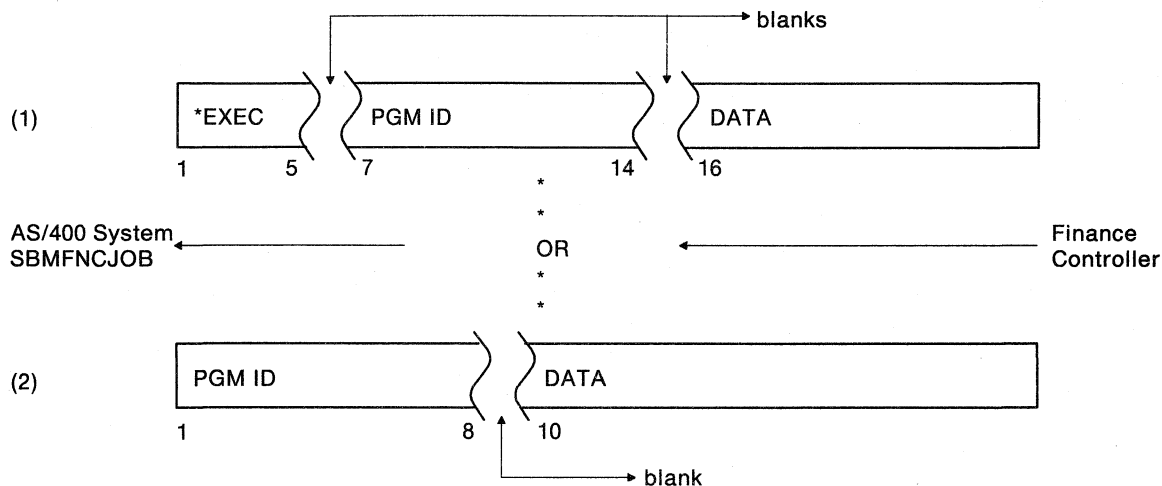 blanks
(1) *EXEC PGM ID DATA
1 5 7 14 16
*
*
AS/400 System
SBMFNCJOB
OR
Finance
Controller
*
*
(2) PGM ID DATA
1 8 10
blank